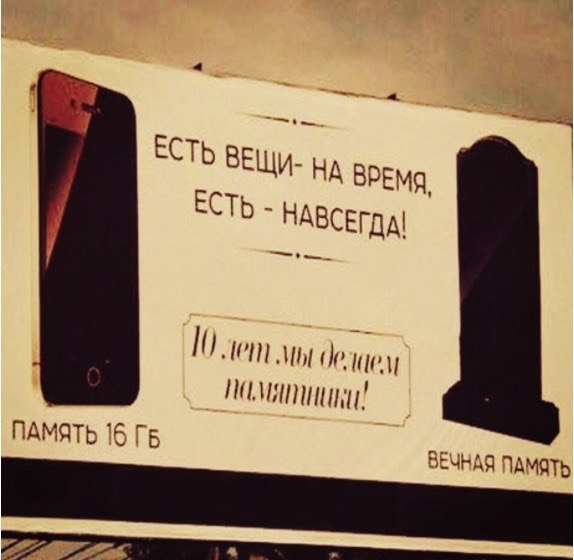 ЕСТЬ ВЕЩИ- НА ВРЕМЯ,
ЕСТЬ - НАВСЕГДА!
10 лет мы делаем
памятники!
ПАМЯТЬ 16 ГБ
ВЕЧНАЯ ПАМЯТЬ